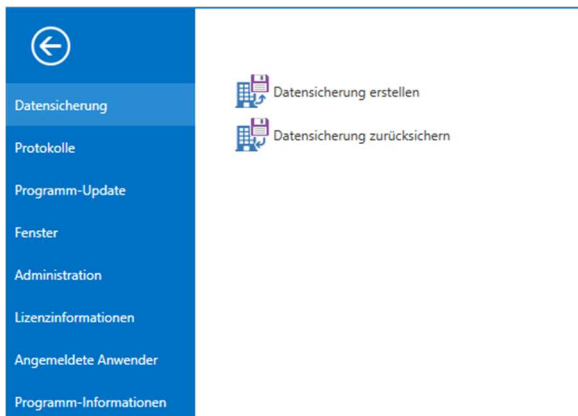 Datensicherung
Protokolle
Programm-Update
Fenster
Administration
Lizenzinformationen
Angemeldete Anwender
Programm-Informationen
Datensicherung erstellen
Datensicherung zurücksichern